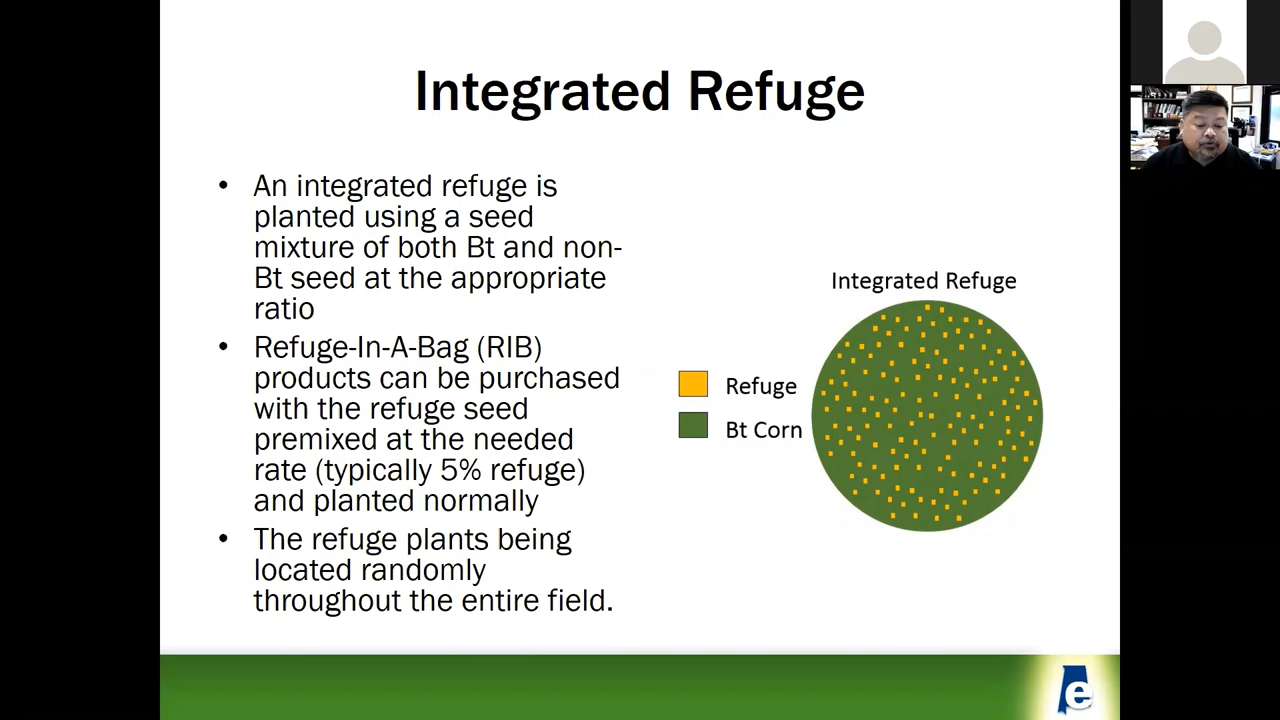 Integrated Refuge
• An integrated refuge is
planted using a seed
mixture of both Bt and non-
Bt seed at the appropriate
ratio
• Refuge-In-A-Bag (RIB)
products can be purchased
with the refuge seed
premixed at the needed
rate (typically 5% refuge)
and planted normally
• The refuge plants being
located randomly
throughout the entire field.
Integrated Refuge
Refuge
Bt Corn
e